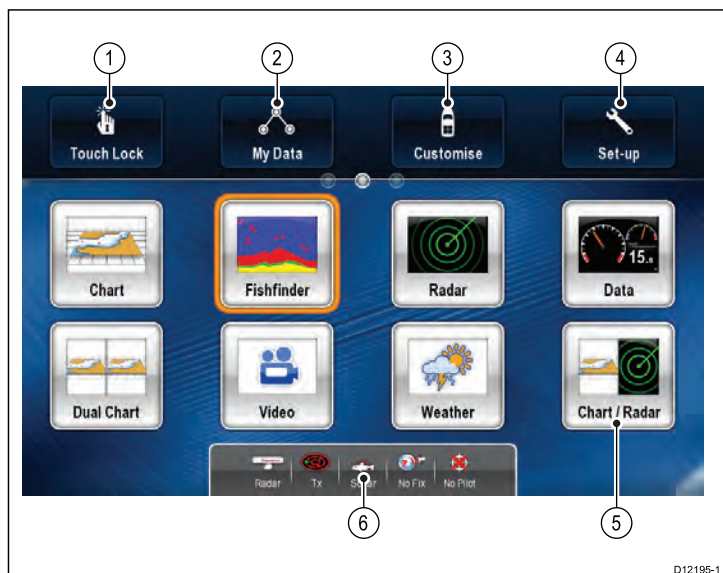 1 2 3 4
Touch Lock My Data Customise Set-up
15.8
Chart Fishfinder Radar Data
Dual Chart Video Weather Chart / Radar
Radar Tx Sonar No Fix No Pilot
6 5
D12195-1